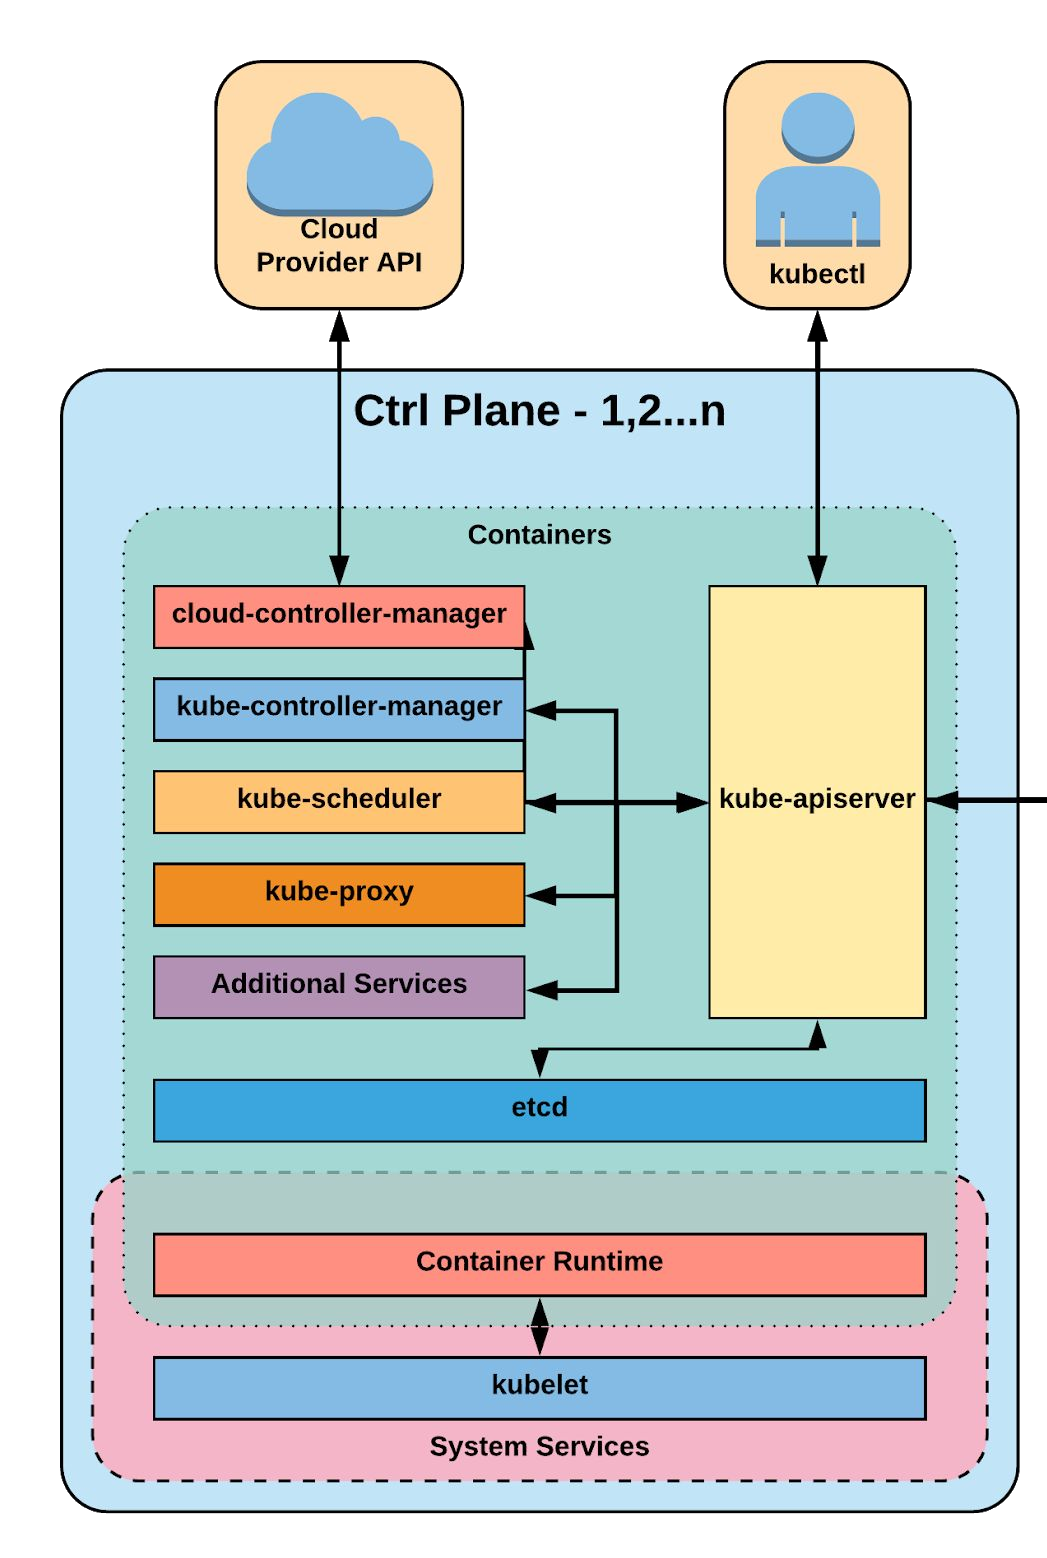 Cloud
Provider API
kubectl
Ctrl Plane - 1,2...n
Containers
cloud-controller-manager
kube-controller-manager
kube-scheduler
kube-apiserver
kube-proxy
Additional Services
etcd
Container Runtime
kubelet
System Services